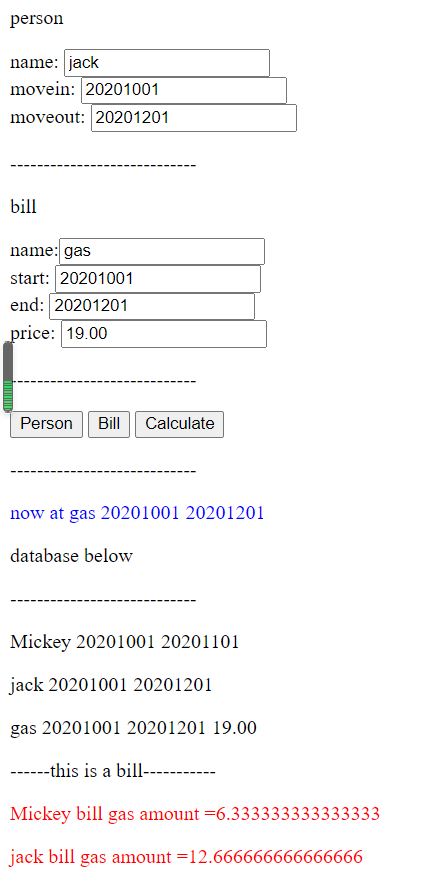 person
name: jack
movein: 20201001
moveout: 20201201
----------------------------
bill
name: gas
start: 20201001
end: 20201201
price: 19.00
----------------------------
Person Bill Calculate
----------------------------
now at gas 20201001 20201201
database below
----------------------------
Mickey 20201001 20201101
jack 20201001 20201201
gas 20201001 20201201 19.00
------this is a bill-----------
Mickey bill gas amount =6.333333333333333
jack bill gas amount =12.666666666666666